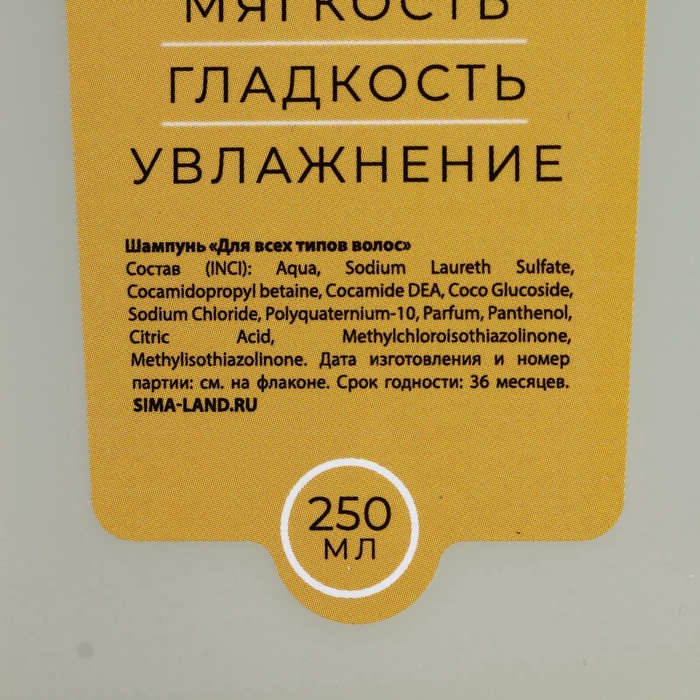 МЯГКОСТЬ
ГЛАДКОСТЬ
УВЛАЖНЕНИЕ
Шампунь «Для всех типов волос»
Состав (INCI): Aqua, Sodium Laureth Sulfate,
Cocamidopropyl betaine, Cocamide DEA, Coco Glucoside,
Sodium Chloride, Polyquaternium-10, Parfum, Panthenol,
Citric Acid, Methylchloroisothiazolinone,
Methylisothiazolinone. Дата изготовления и номер
партии: см. на флаконе. Срок годности: 36 месяцев.
SIMA-LAND.RU
250
МЛ